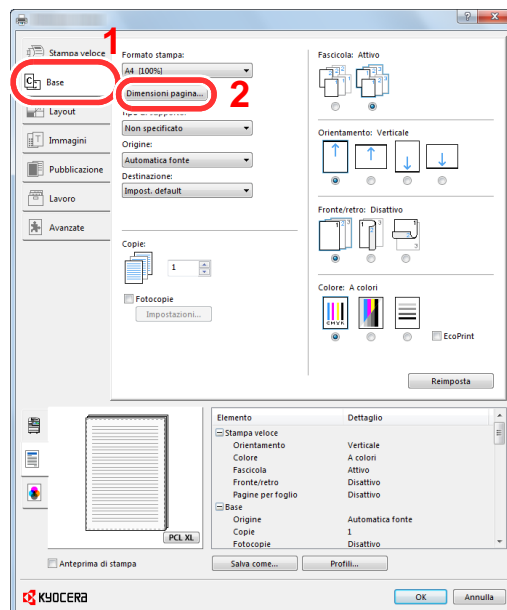 1
Stampa veloce
Base
Layout
Immagini
Pubblicazione
Lavoro
Avanzate
Formato stampa:
A4 [100%]
Dimensioni pagina...
2
Non specificato
Origine:
Automatica fonte
Destinazione:
Impost. default
Copie:
1
Fotocopie
Impostazioni...
Fascicola: Attivo
Orientamento: Verticale
Fronte/retro: Disattivo
Colore: A colori
CMYK
EcoPrint
Reimposta
PCL XL
Anteprima di stampa
Elemento Dettaglio
Stampa veloce
Orientamento Verticale
Colore A colori
Fascicola Attivo
Fronte/retro Disattivo
Pagine per foglio Disattivo
Base
Origine Automatica fonte
Copie 1
Fotocopie Disattivo
Salva come... Profili...
KYOCERA
OK Annulla